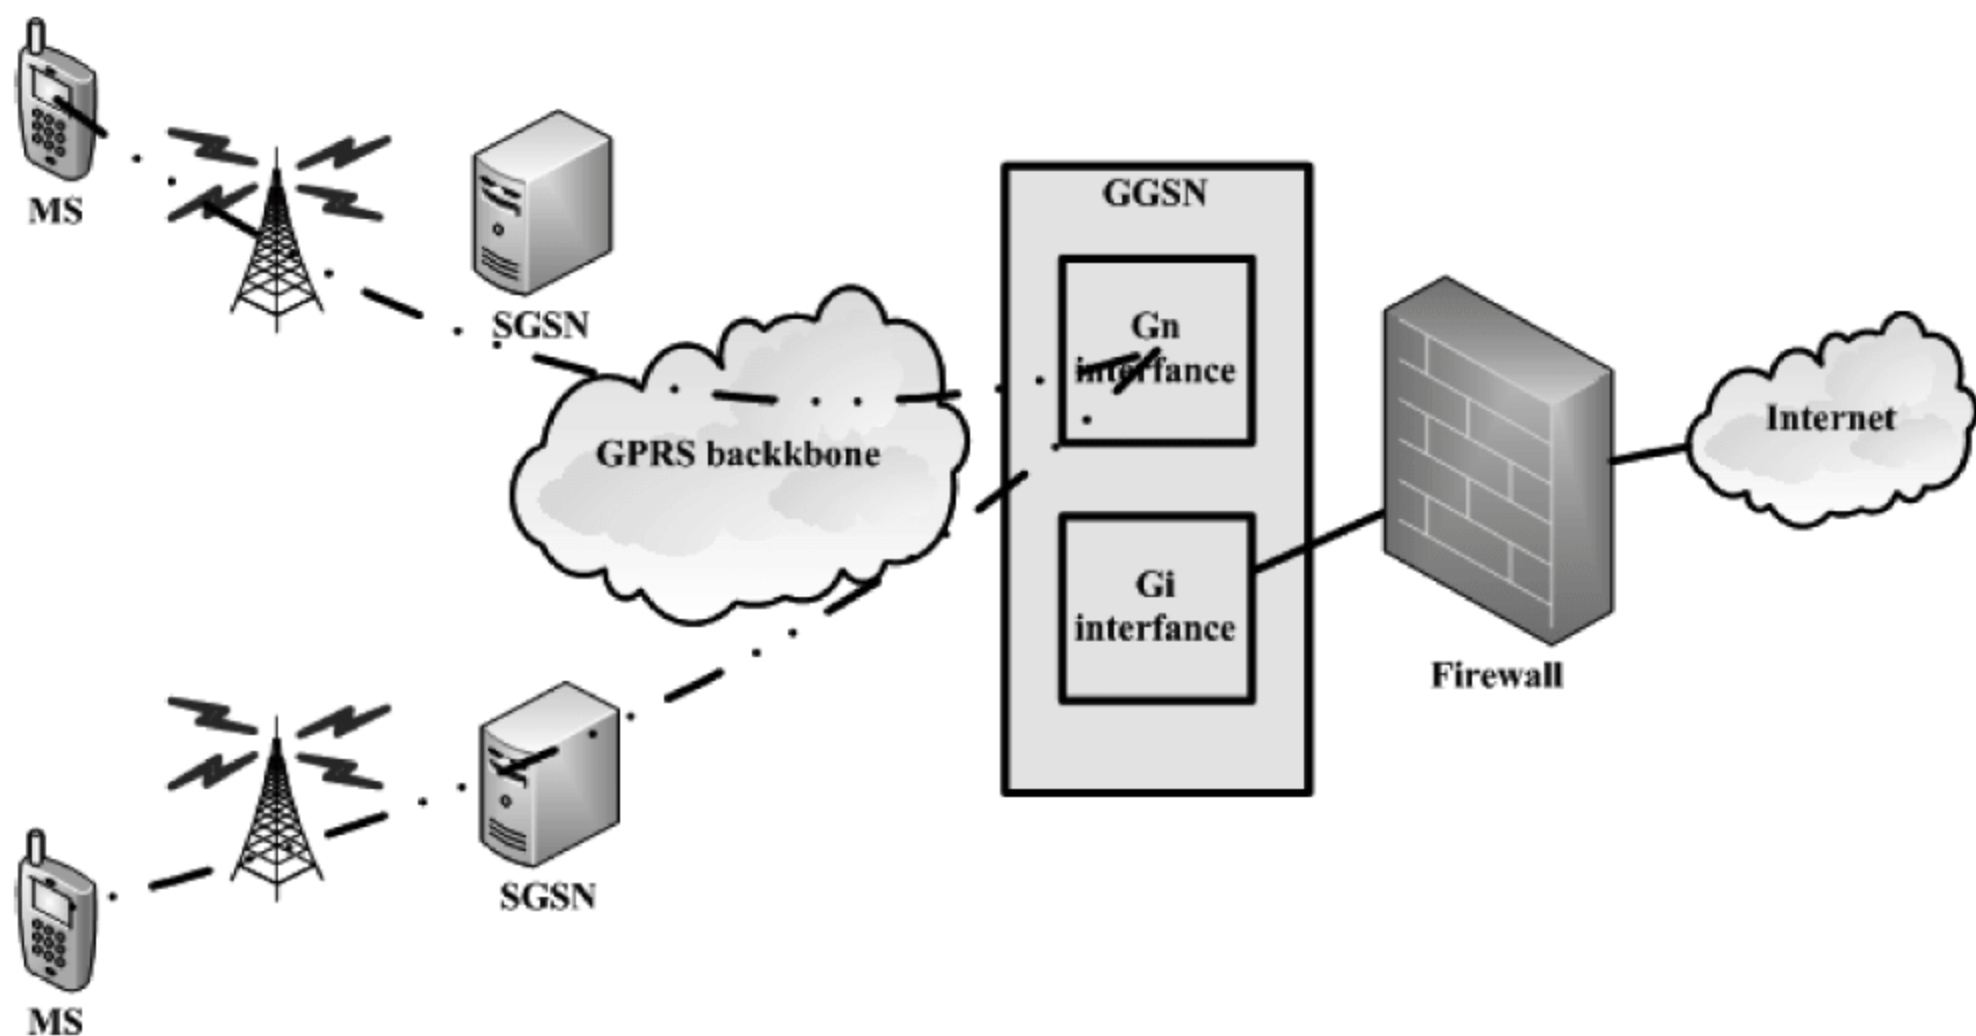 MS
SGSN
GPRS backkbone
GGSN
Gn
interfance
Gi
interfance
Firewall
Internet
SGSN
MS